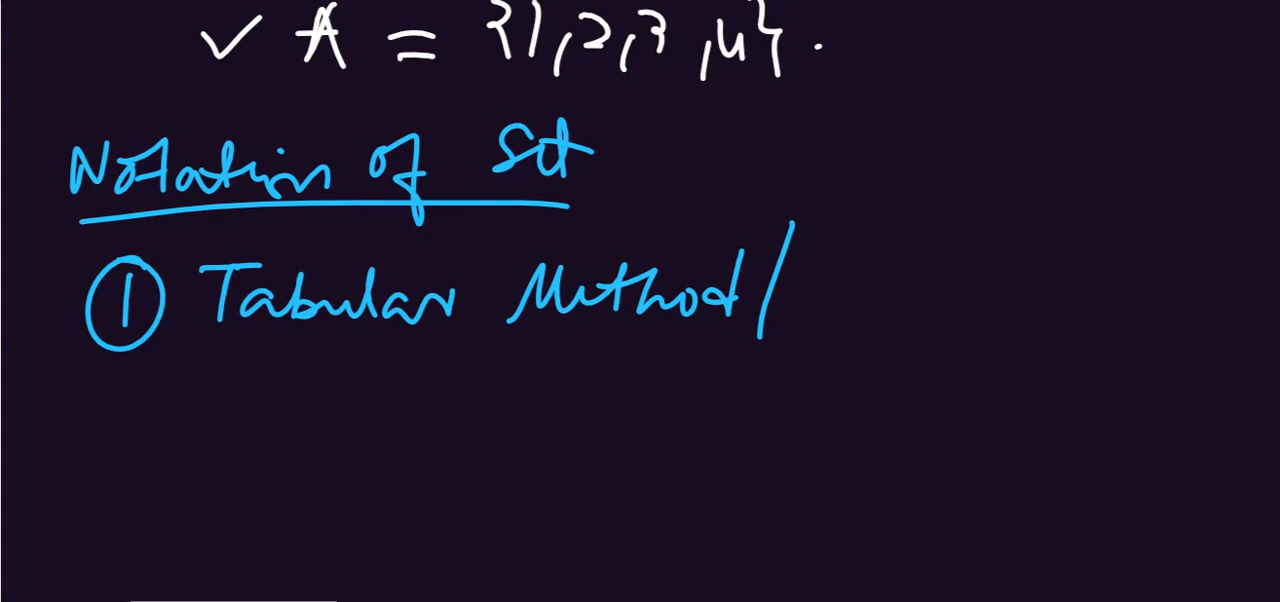 ✓ A = {1,2,3,4}.
Notation of Set
① Tabular Method/